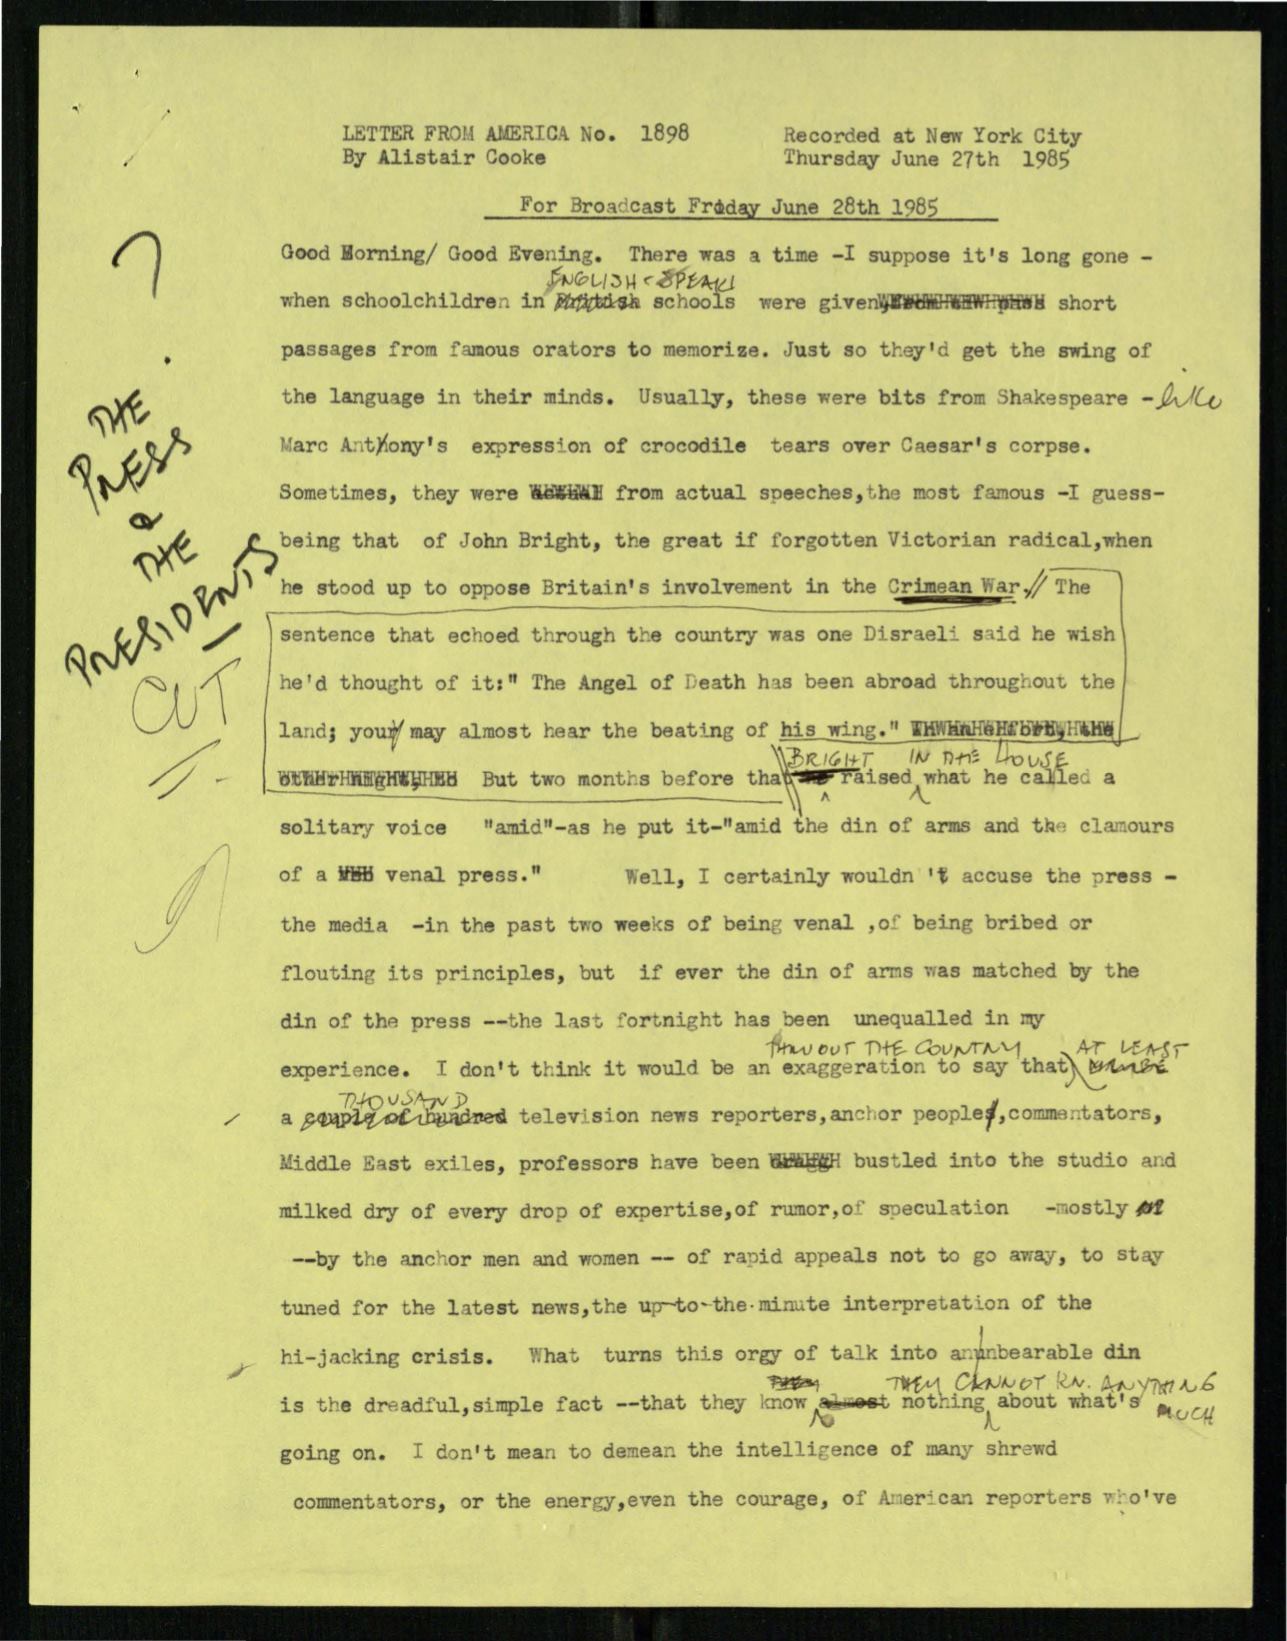 LETTER FROM AMERICA No. 1898
By Alistair Cooke
Recorded at New York City
Thursday June 27th 1985
For Broadcast Friday June 28th 1985
THE
PRESS
&
THE
PRESIDENTS
CUT
Good Morning/ Good Evening. There was a time -I suppose it's long gone -
ENGLISH-SPEAKI
when schoolchildren in British schools were given, short
passages from famous orators to memorize. Just so they'd get the swing of
the language in their minds. Usually, these were bits from Shakespeare - like
Marc Anthony's expression of crocodile tears over Caesar's corpse.
Sometimes, they were from actual speeches,the most famous -I guess-
being that of John Bright, the great if forgotten Victorian radical,when
he stood up to oppose Britain's involvement in the Crimean War.// The
sentence that echoed through the country was one Disraeli said he wish
he'd thought of it:" The Angel of Death has been abroad throughout the
land; your may almost hear the beating of his wing."
BRIGHT IN THE HOUSE
But two months before that he raised what he called a
solitary voice "amid"-as he put it-"amid the din of arms and the clamours
of a venal press." Well, I certainly wouldn 't accuse the press -
the media -in the past two weeks of being venal ,of being bribed or
flouting its principles, but if ever the din of arms was matched by the
din of the press --the last fortnight has been unequalled in my
THRUOUT THE COUNTRY AT LEAST
experience. I don't think it would be an exaggeration to say that
THOUSAND
a couple of hundred television news reporters,anchor peoples,commentators,
Middle East exiles, professors have been bustled into the studio and
milked dry of every drop of expertise,of rumor,of speculation -mostly
--by the anchor men and women -- of rapid appeals not to go away, to stay
tuned for the latest news,the up-to-the-minute interpretation of the
hi-jacking crisis. What turns this orgy of talk into an unbearable din
THEY THEY CANNOT KN. ANYTHING
is the dreadful,simple fact --that they know almost nothing about what's
MUCH
going on. I don't mean to demean the intelligence of many shrewd
commentators, or the energy,even the courage, of American reporters who've